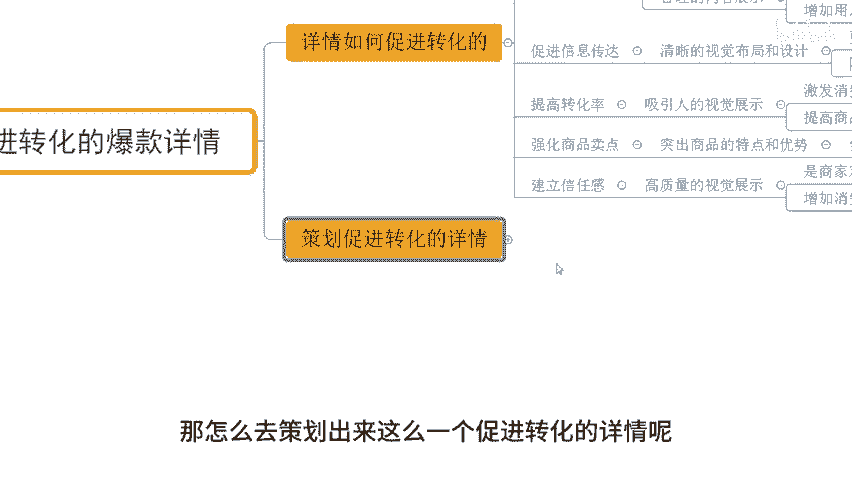 详情如何促进转化的
进转化的爆款详情
策划促进转化的详情
增加用
促进信息传达 清晰的视觉布局和设计
激发消
提高转化率 吸引人的视觉展示
提高商
强化商品卖点 突出商品的特点和优势
是商家
建立信任感 高质量的视觉展示
增加消
那怎么去策划出来这么一个促进转化的详情呢